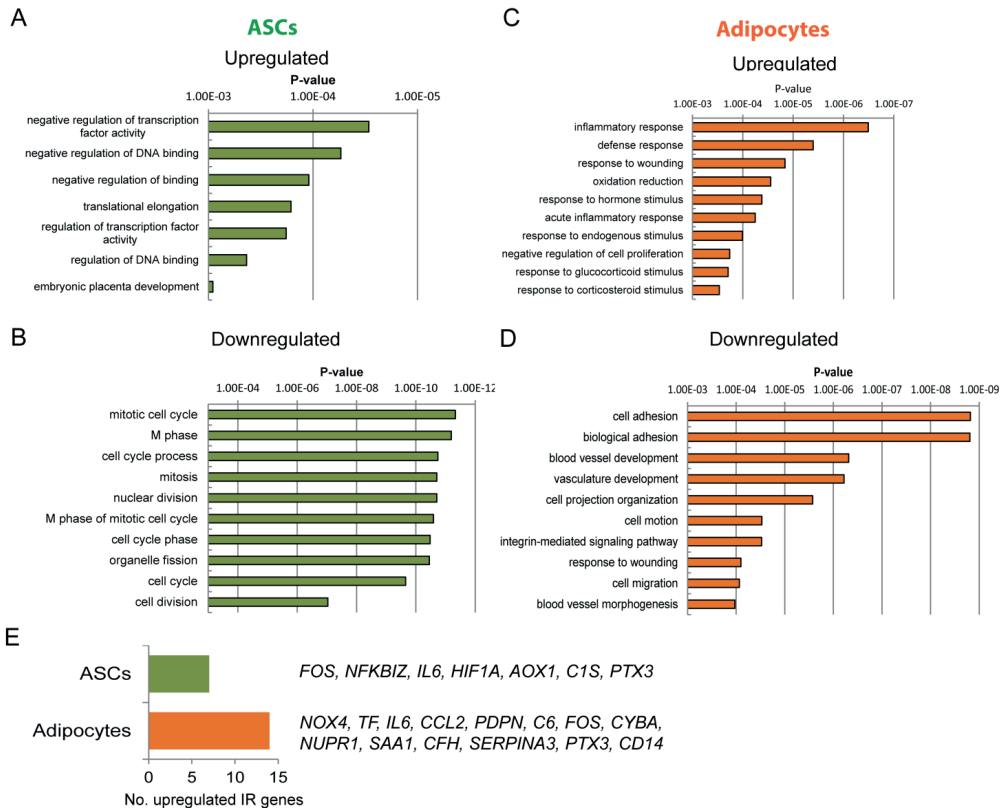 A
ASCs
Upregulated
P-value
1.00E-03 1.00E-04 1.00E-05
negative regulation of transcription
factor activity
negative regulation of DNA binding
negative regulation of binding
translational elongation
regulation of transcription factor
activity
regulation of DNA binding
embryonic placenta development
C
Adipocytes
Upregulated
P-value
1.00E-03 1.00E-04 1.00E-05 1.00E-06 1.00E-07
inflammatory response
defense response
response to wounding
oxidation reduction
response to hormone stimulus
acute inflammatory response
response to endogenous stimulus
negative regulation of cell proliferation
response to glucocorticoid stimulus
response to corticosteroid stimulus
B
Downregulated
P-value
1.00E-04 1.00E-06 1.00E-08 1.00E-10 1.00E-12
mitotic cell cycle
M phase
cell cycle process
mitosis
nuclear division
M phase of mitotic cell cycle
cell cycle phase
organelle fission
cell cycle
cell division
D
Downregulated
P-value
1.00E-03 1.00E-04 1.00E-05 1.00E-06 1.00E-07 1.00E-08 1.00E-09
cell adhesion
biological adhesion
blood vessel development
vasculature development
cell projection organization
cell motion
integrin-mediated signaling pathway
response to wounding
cell migration
blood vessel morphogenesis
E
ASCs
FOS, NFKBIZ, IL6, HIF1A, AOX1, C1S, PTX3
Adipocytes
NOX4, TF, IL6, CCL2, PDPN, C6, FOS, CYBA,
NUPR1, SAA1, CFH, SERPINA3, PTX3, CD14
0 5 10 15
No. upregulated IR genes